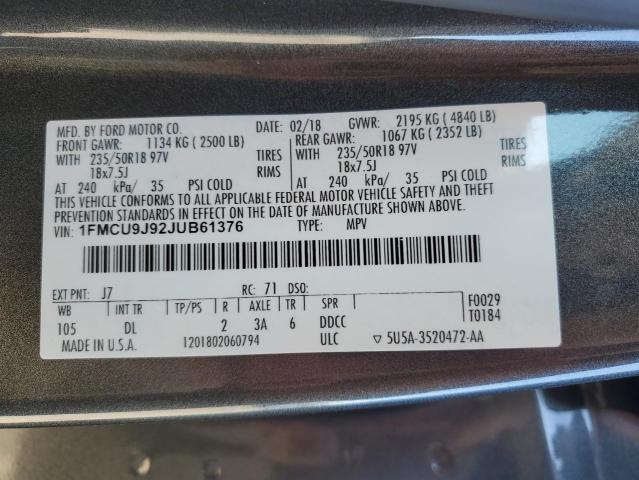 MFD. BY FORD MOTOR CO.
DATE: 02/18 GVWR: 2195 KG ( 4840 LB)
FRONT GAWR: 1134 KG ( 2500 LB)
WITH 235/50R18 97V TIRES
18x7.5J RIMS
AT 240 kPa/ 35 PSI COLD
REAR GAWR: 1067 KG ( 2352 LB)
WITH 235/50R18 97V TIRES
18x7.5J RIMS
AT 240 kPa/ 35 PSI COLD
THIS VEHICLE CONFORMS TO ALL APPLICABLE FEDERAL MOTOR VEHICLE SAFETY AND THEFT
PREVENTION STANDARDS IN EFFECT ON THE DATE OF MANUFACTURE SHOWN ABOVE.
VIN: 1FMCU9J92JUB61376 TYPE: MPV
EXT PNT: J7 RC: 71 DSO:
WB INT TR TP/PS R AXLE TR SPR
105 DL 2 3A 6 DDCC
F0029
T0184
MADE IN U.S.A. 1201802060794 ULC ▽ 5U5A-3520472-AA